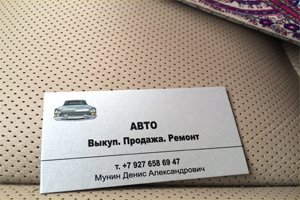 АВТО
Выкуп. Продажа. Ремонт
т. +7 927 658 69 47
Мунин Денис Александрович